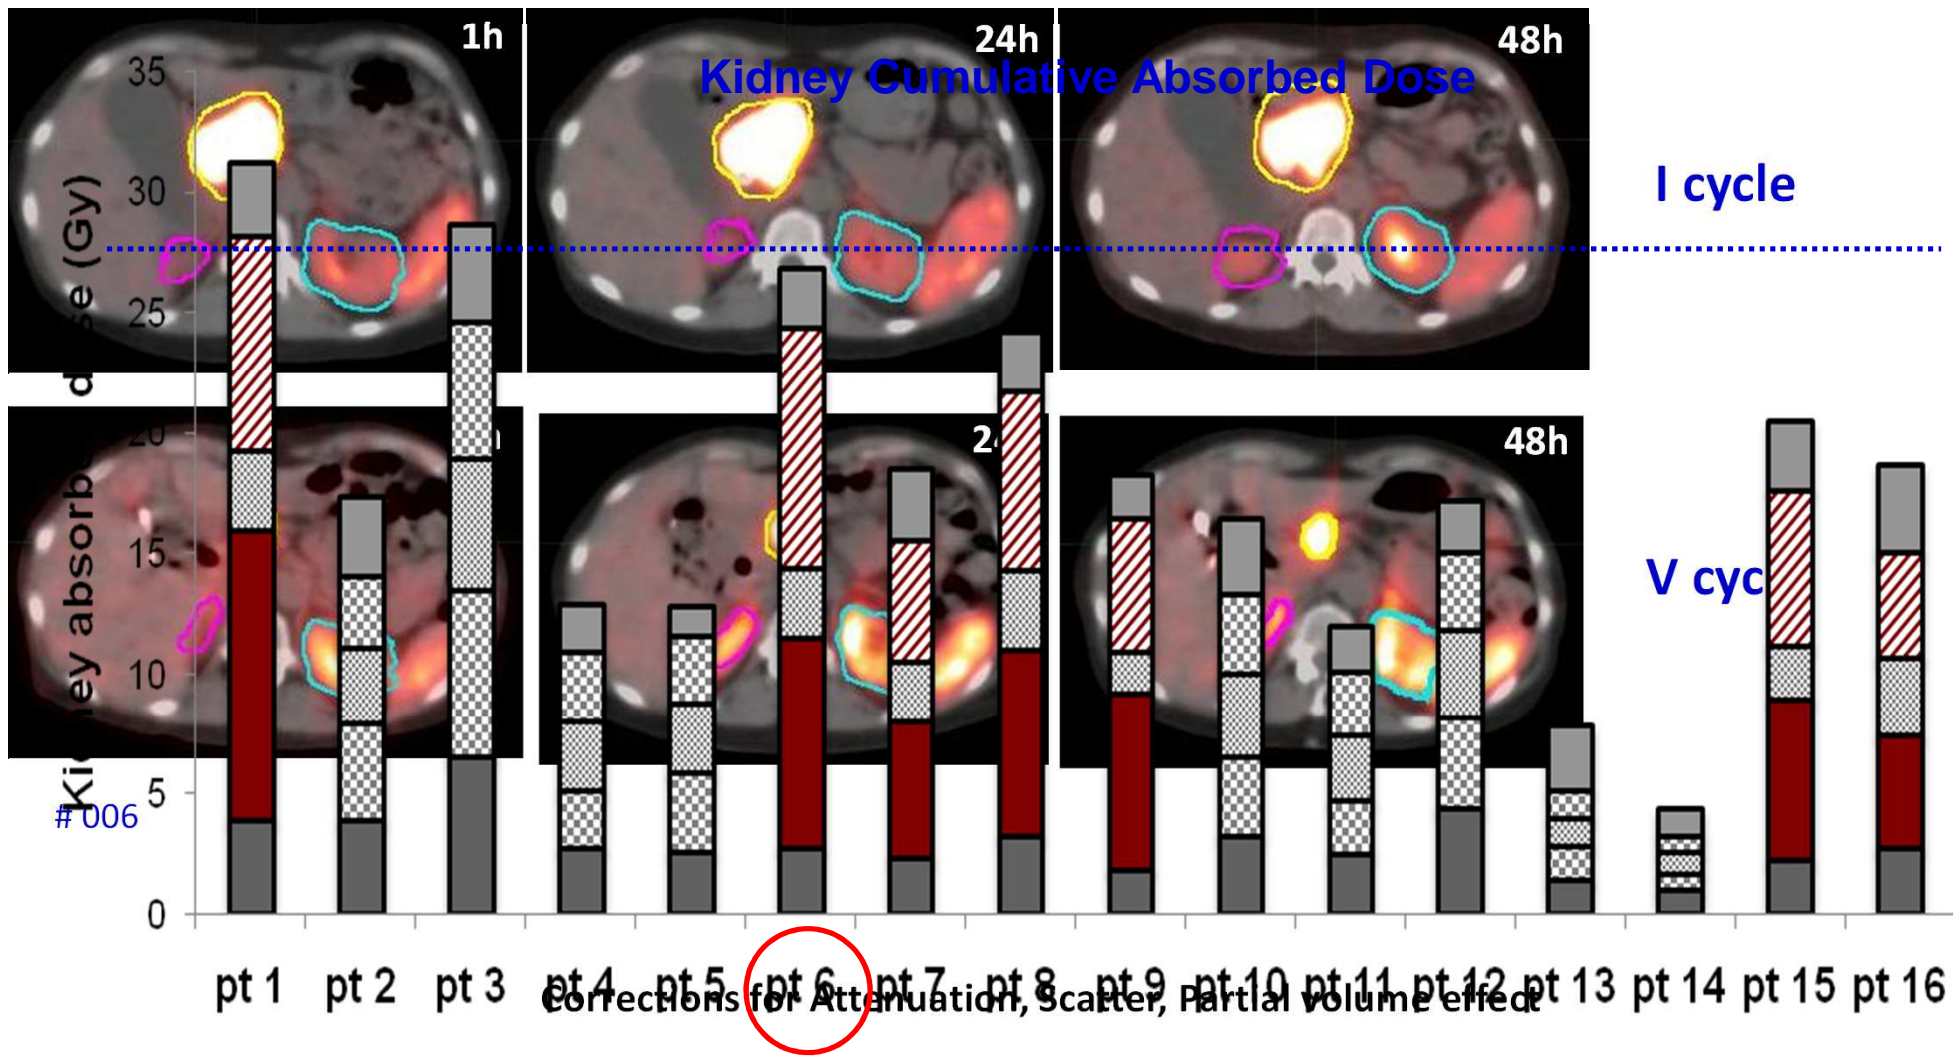 1h
24h
48h
Kidney Cumulative Absorbed Dose
I cycle
35
30
25
20
15
10
5
0
48h
V cyc
# 006
pt 1 pt 2 pt 3 pt 4 pt 5 pt 6 pt 7 pt 8 pt 9 pt 10 pt 11 pt 12 pt 13 pt 14 pt 15 pt 16
Corrections for Attenuation, Scatter, Partial volume effect